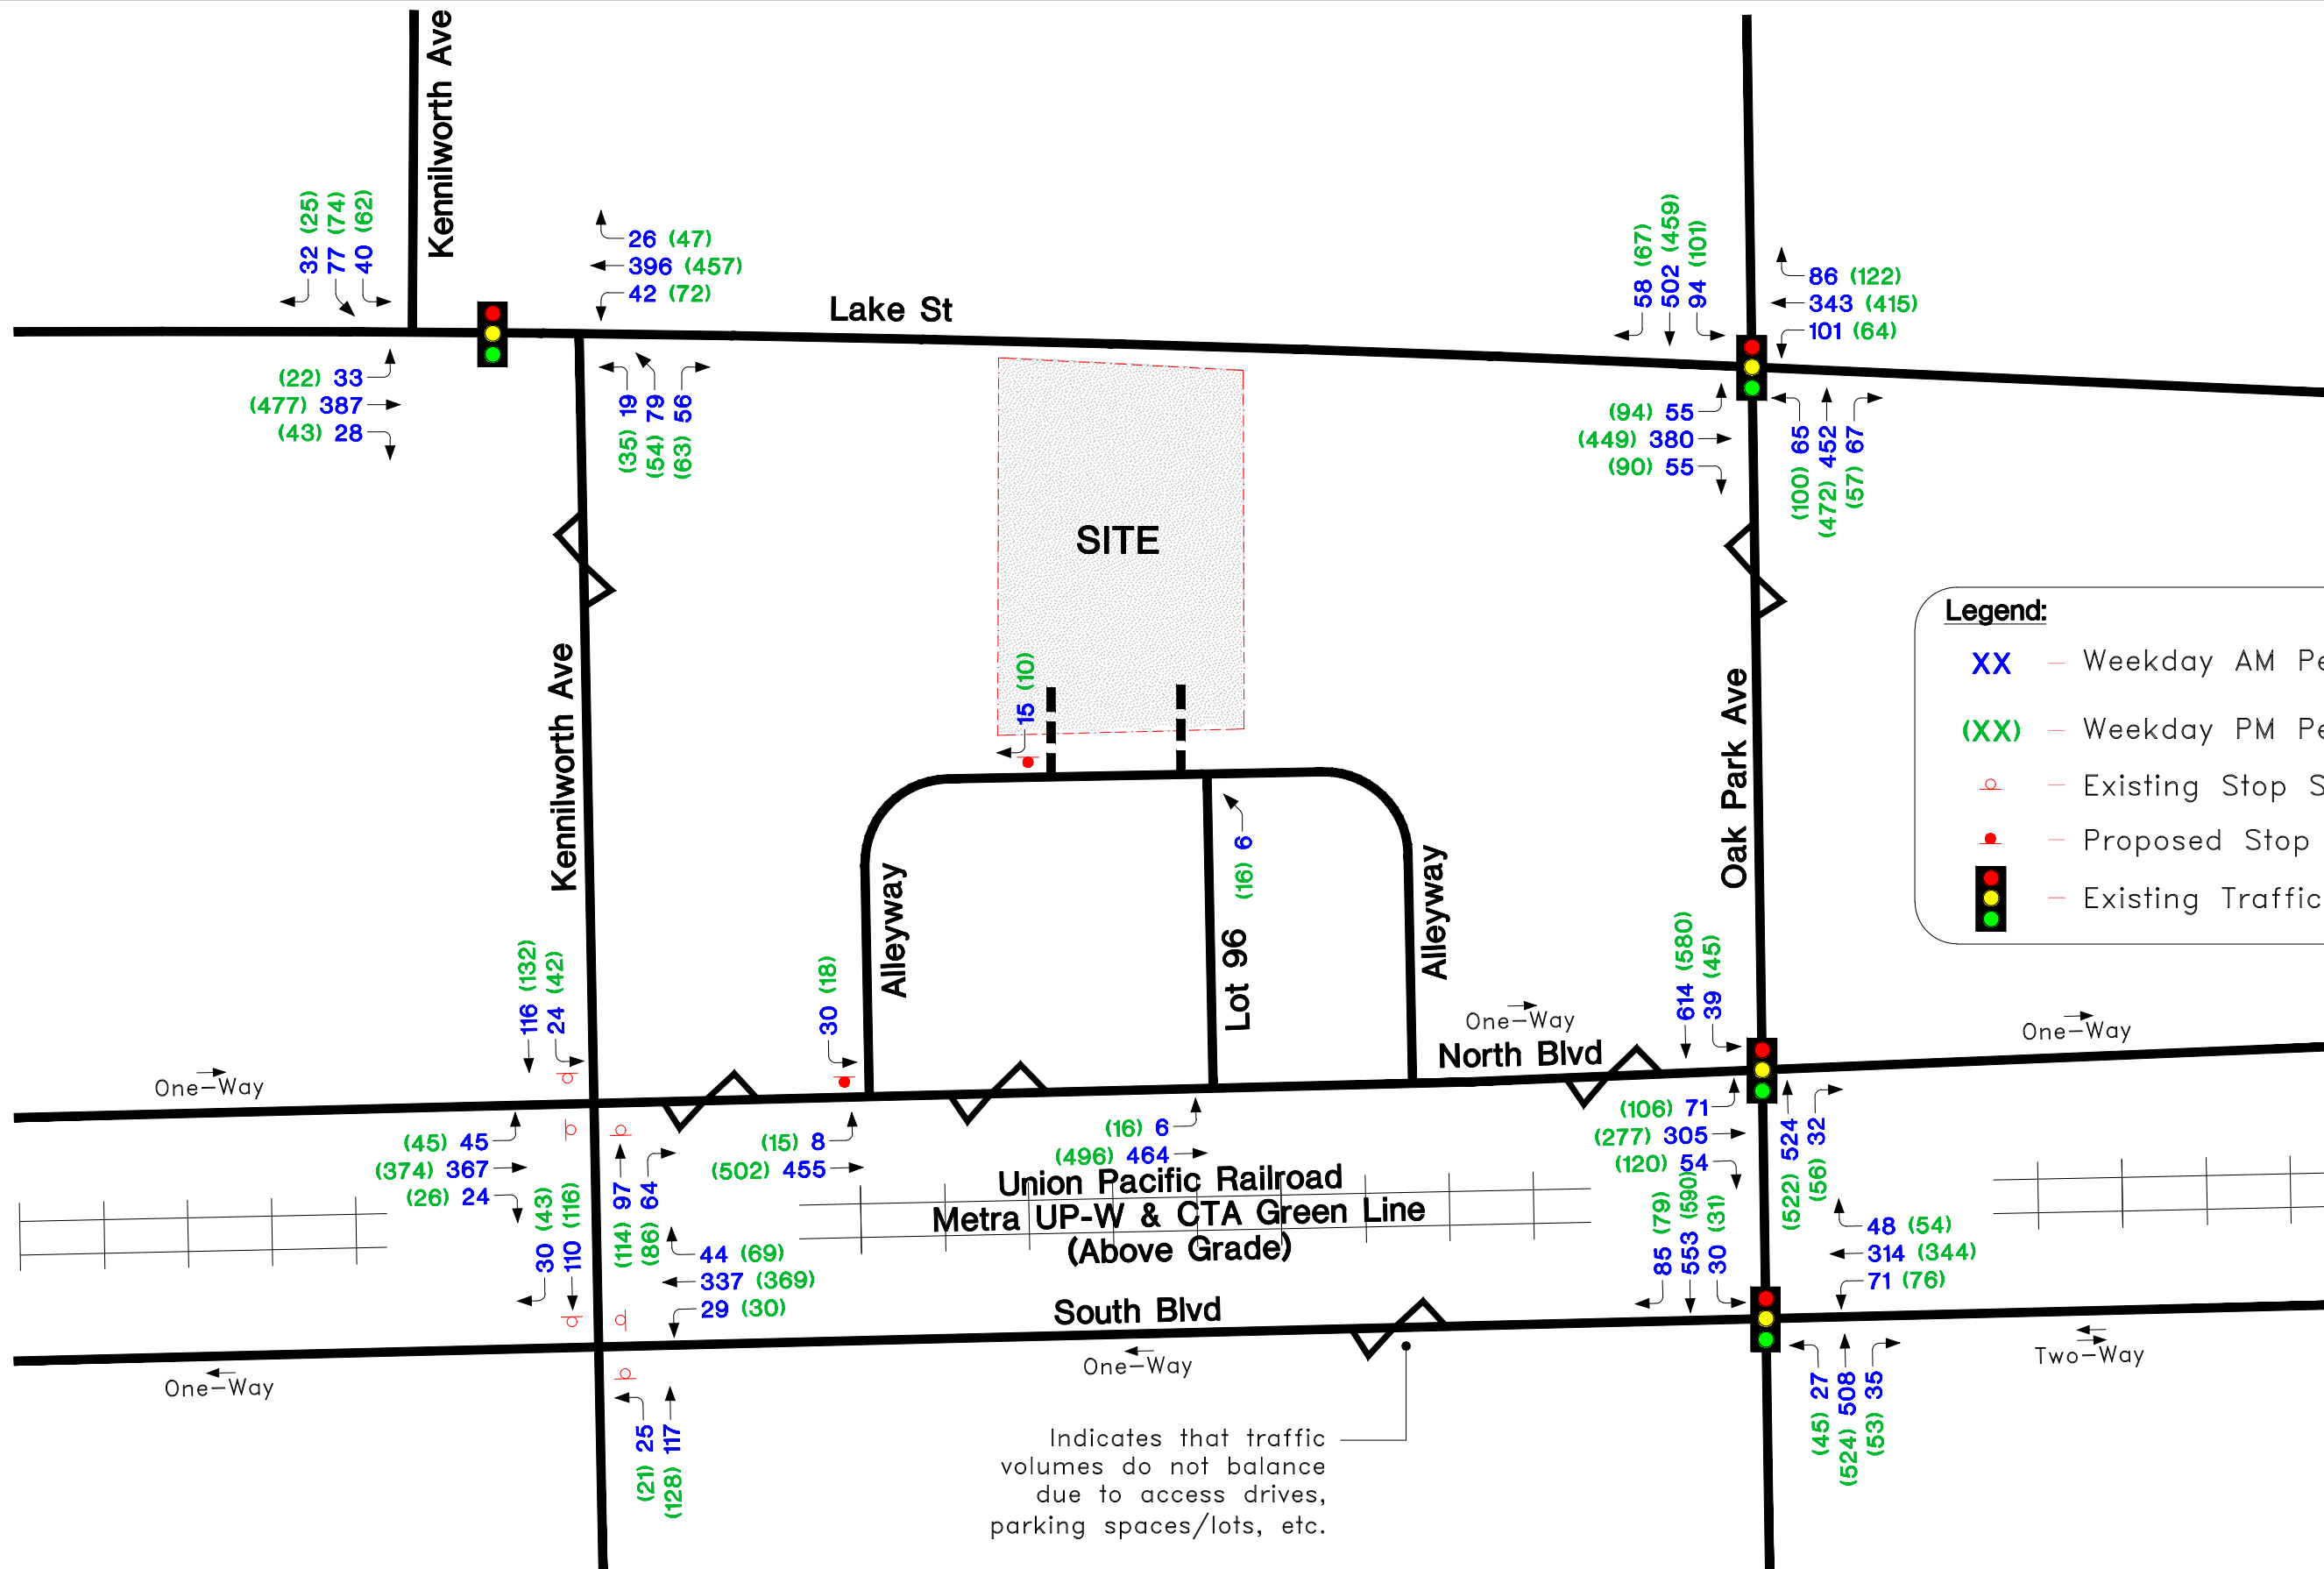 Kennilworth Ave
32 (25)
77 (74)
40 (62)
26 (47)
396 (457)
42 (72)
Lake St
(22) 33
(477) 387
(43) 28
(35) 19
(54) 79
(63) 56
58 (67)
502 (459)
94 (101)
86 (122)
343 (415)
101 (64)
(94) 55
(449) 380
(90) 55
(100) 65
(472) 452
(57) 67
SITE
15 (10)
Kennilworth Ave
Oak Park Ave
Legend:
XX – Weekday AM
(XX) – Weekday PM
– Existing Stop
– Proposed Stop
– Existing Traffic
Alleyway
(16) 6
Lot 96
Alleyway
116 (132)
24 (42)
30 (18)
614 (580)
39 (45)
One-Way
One-Way
North Blvd
One-Way
(45) 45
(374) 367
(26) 24
(114) 97
(86) 64
(15) 8
(502) 455
(16) 6
(496) 464
(106) 71
(277) 305
(120) 54
(522) 524
(56) 32
Union Pacific Railroad
Metra UP-W & CTA Green Line
(Above Grade)
30 (43)
110 (116)
44 (69)
337 (369)
29 (30)
85 (79)
553 (590)
30 (31)
48 (54)
314 (344)
71 (76)
South Blvd
One-Way
One-Way
Two-Way
(21) 25
(128) 117
(45) 27
(524) 508
(53) 35
Indicates that traffic
volumes do not balance
due to access drives,
parking spaces/lots, etc.